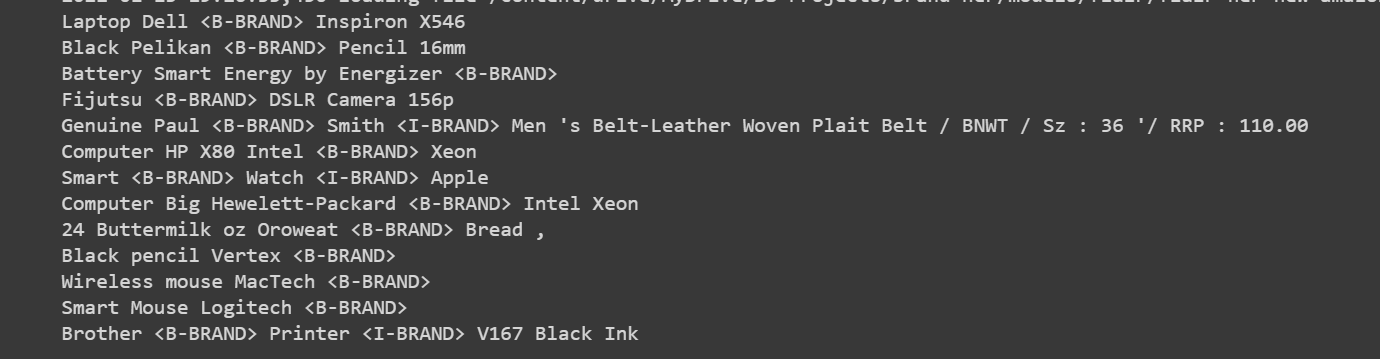 Laptop Dell <B-BRAND> Inspiron X546
Black Pelikan <B-BRAND> Pencil 16mm
Battery Smart Energy by Energizer <B-BRAND>
Fijutsu <B-BRAND> DSLR Camera 156p
Genuine Paul <B-BRAND> Smith <I-BRAND> Men 's Belt-Leather Woven Plait Belt / BNWT / Sz : 36 '/ RRP : 110.00
Computer HP X80 Intel <B-BRAND> Xeon
Smart <B-BRAND> Watch <I-BRAND> Apple
Computer Big Hewelett-Packard <B-BRAND> Intel Xeon
24 Buttermilk oz Oroweat <B-BRAND> Bread ,
Black pencil Vertex <B-BRAND>
Wireless mouse MacTech <B-BRAND>
Smart Mouse Logitech <B-BRAND>
Brother <B-BRAND> Printer <I-BRAND> V167 Black Ink